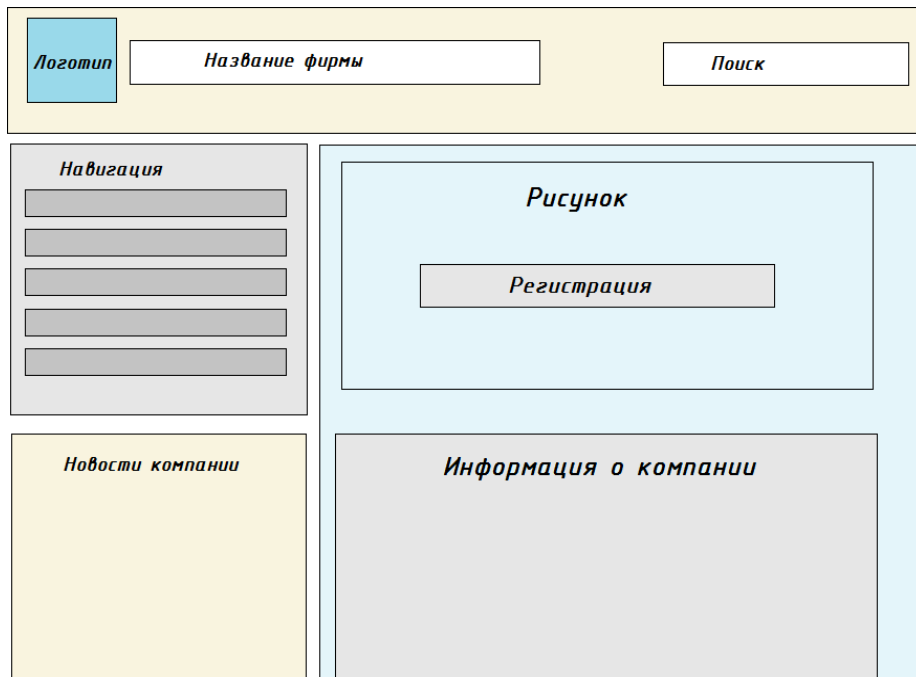 Логотип
Название фирмы
Поиск
Навигация
Рисунок
Регистрация
Новости компании
Информация о компании